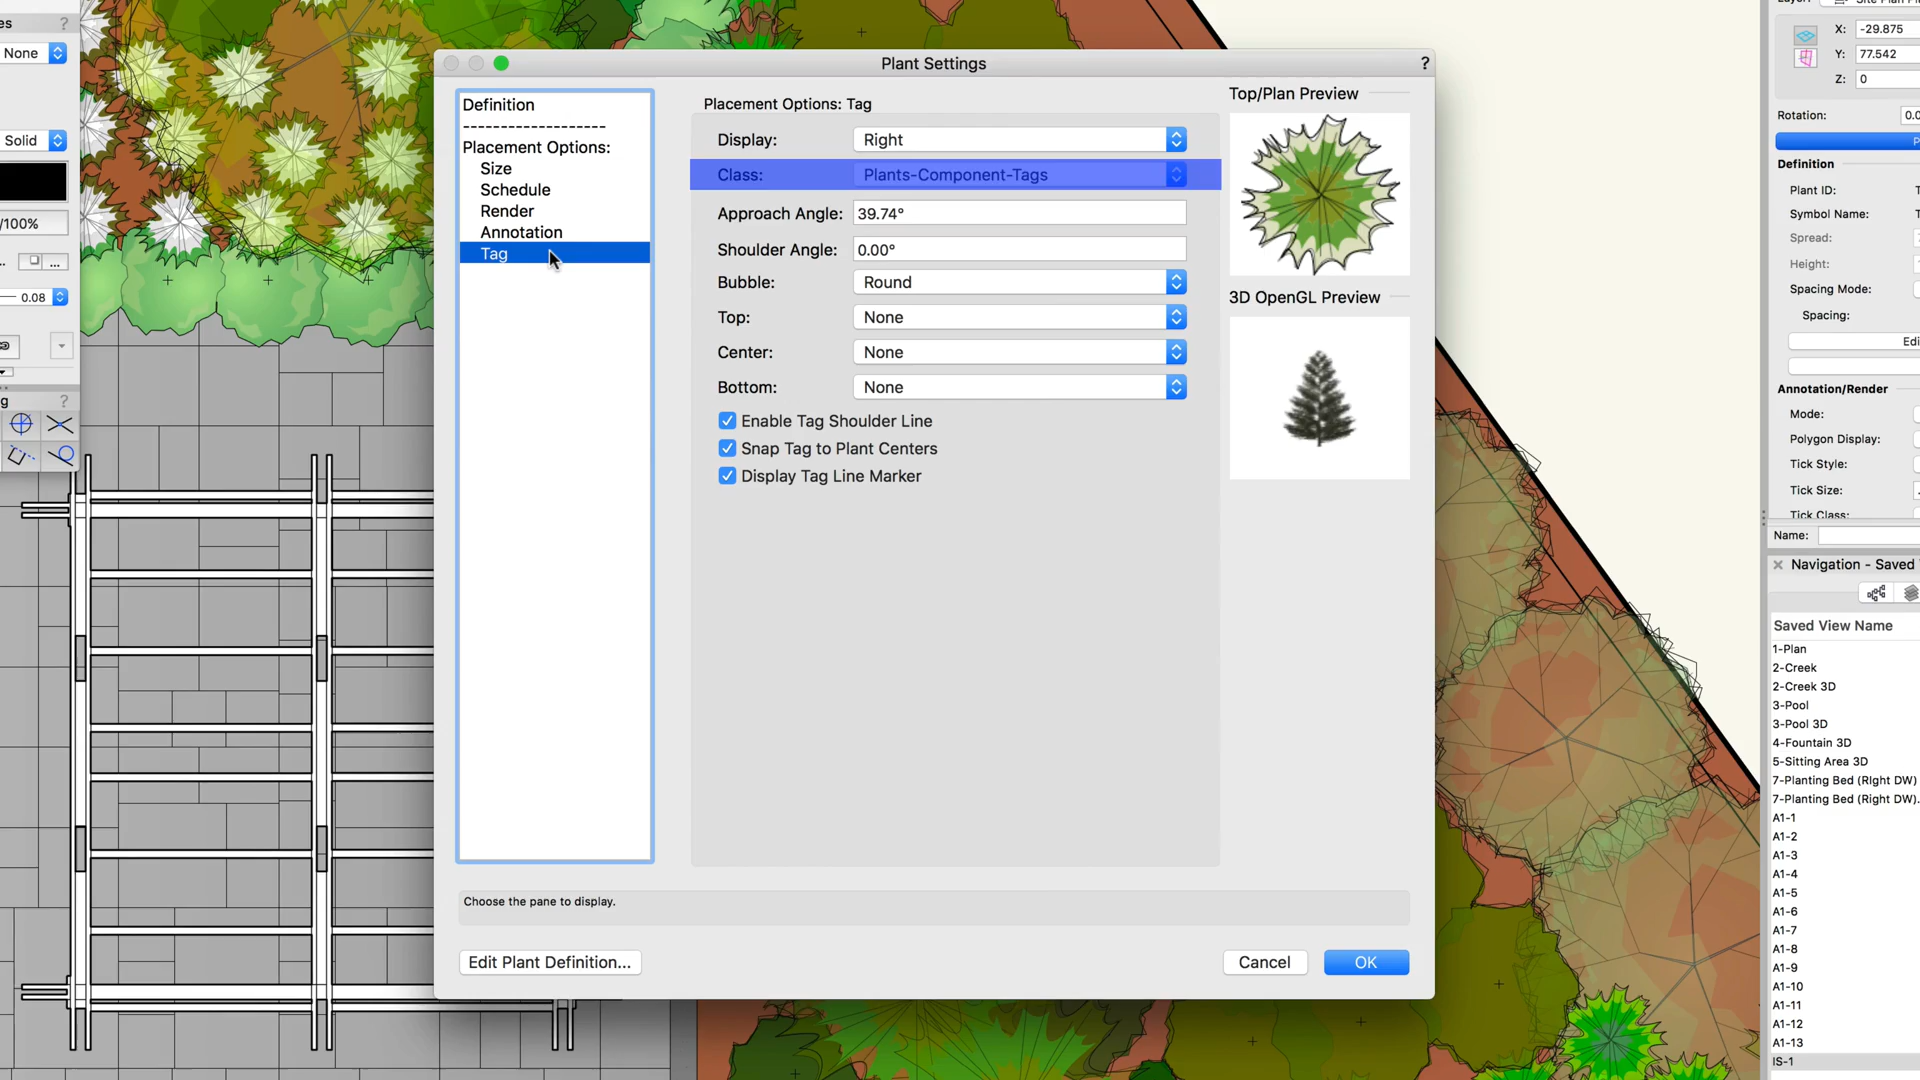 es ?
None
Solid
/100%
...
0.08
g ?
Plant Settings
?
Definition
--------------------
Placement Options:
Size
Schedule
Render
Annotation
Tag
Placement Options: Tag
Display: Right
Class: Plants-Component-Tags
Approach Angle: 39.74°
Shoulder Angle: 0.00°
Bubble: Round
Top: None
Center: None
Bottom: None
Enable Tag Shoulder Line
Snap Tag to Plant Centers
Display Tag Line Marker
Top/Plan Preview
3D OpenGL Preview
Choose the pane to display.
Edit Plant Definition...
Cancel
OK
X: -29.875
Y: 77.542
Z: 0
Rotation: 0.0
Definition
Plant ID:
Symbol Name:
Spread:
Height:
Spacing Mode:
Spacing:
Edi
Annotation/Render
Mode:
Polygon Display:
Tick Style:
Tick Size:
Tick Class:
Name:
Navigation - Saved
Saved View Name
1-Plan
2-Creek
2-Creek 3D
3-Pool
3-Pool 3D
4-Fountain 3D
5-Sitting Area 3D
7-Planting Bed (RIght DW)
7-Planting Bed (Right DW).
A1-1
A1-2
A1-3
A1-4
A1-5
A1-6
A1-7
A1-8
A1-9
A1-10
A1-11
A1-12
A1-13
IS-1